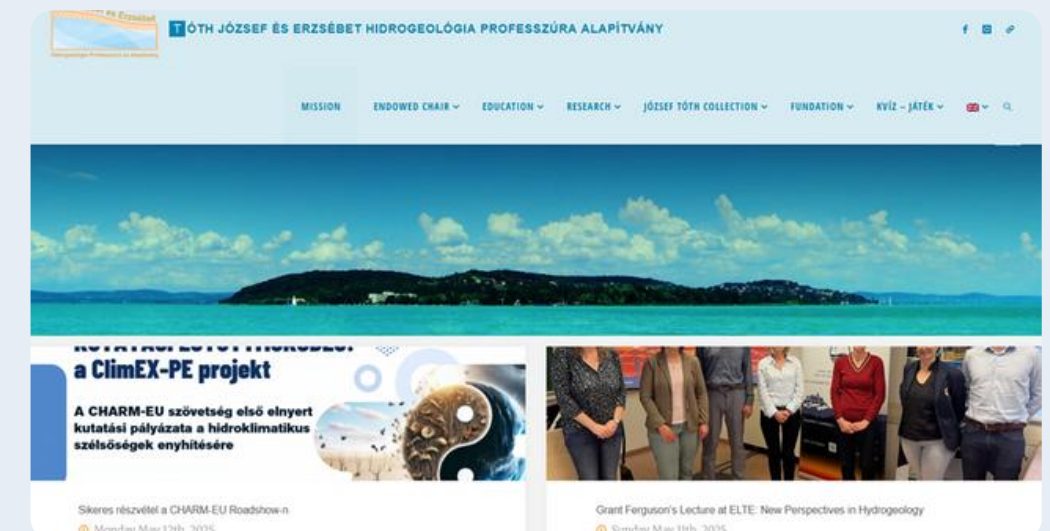 és Erzsébet
TÓTH JÓZSEF ÉS ERZSÉBET HIDROGEOLÓGIA PROFESSZÚRA ALAPÍTVÁNY
MISSION ENDOWED CHAIR EDUCATION RESEARCH JÓZSEF TÓTH COLLECTION FUNDATION KVÍZ – JÁTÉK
a ClimEX-PE projekt
A CHARM-EU szövetség első elnyert
kutatási pályázata a hidroklimatikus
szélsőségek enyhítésére
Sikeres részvétel a CHARM-EU Roadshow-n
Monday May 12th, 2025
Grant Ferguson's Lecture at ELTE: New Perspectives in Hydrogeology
Sunday May 11th, 2025